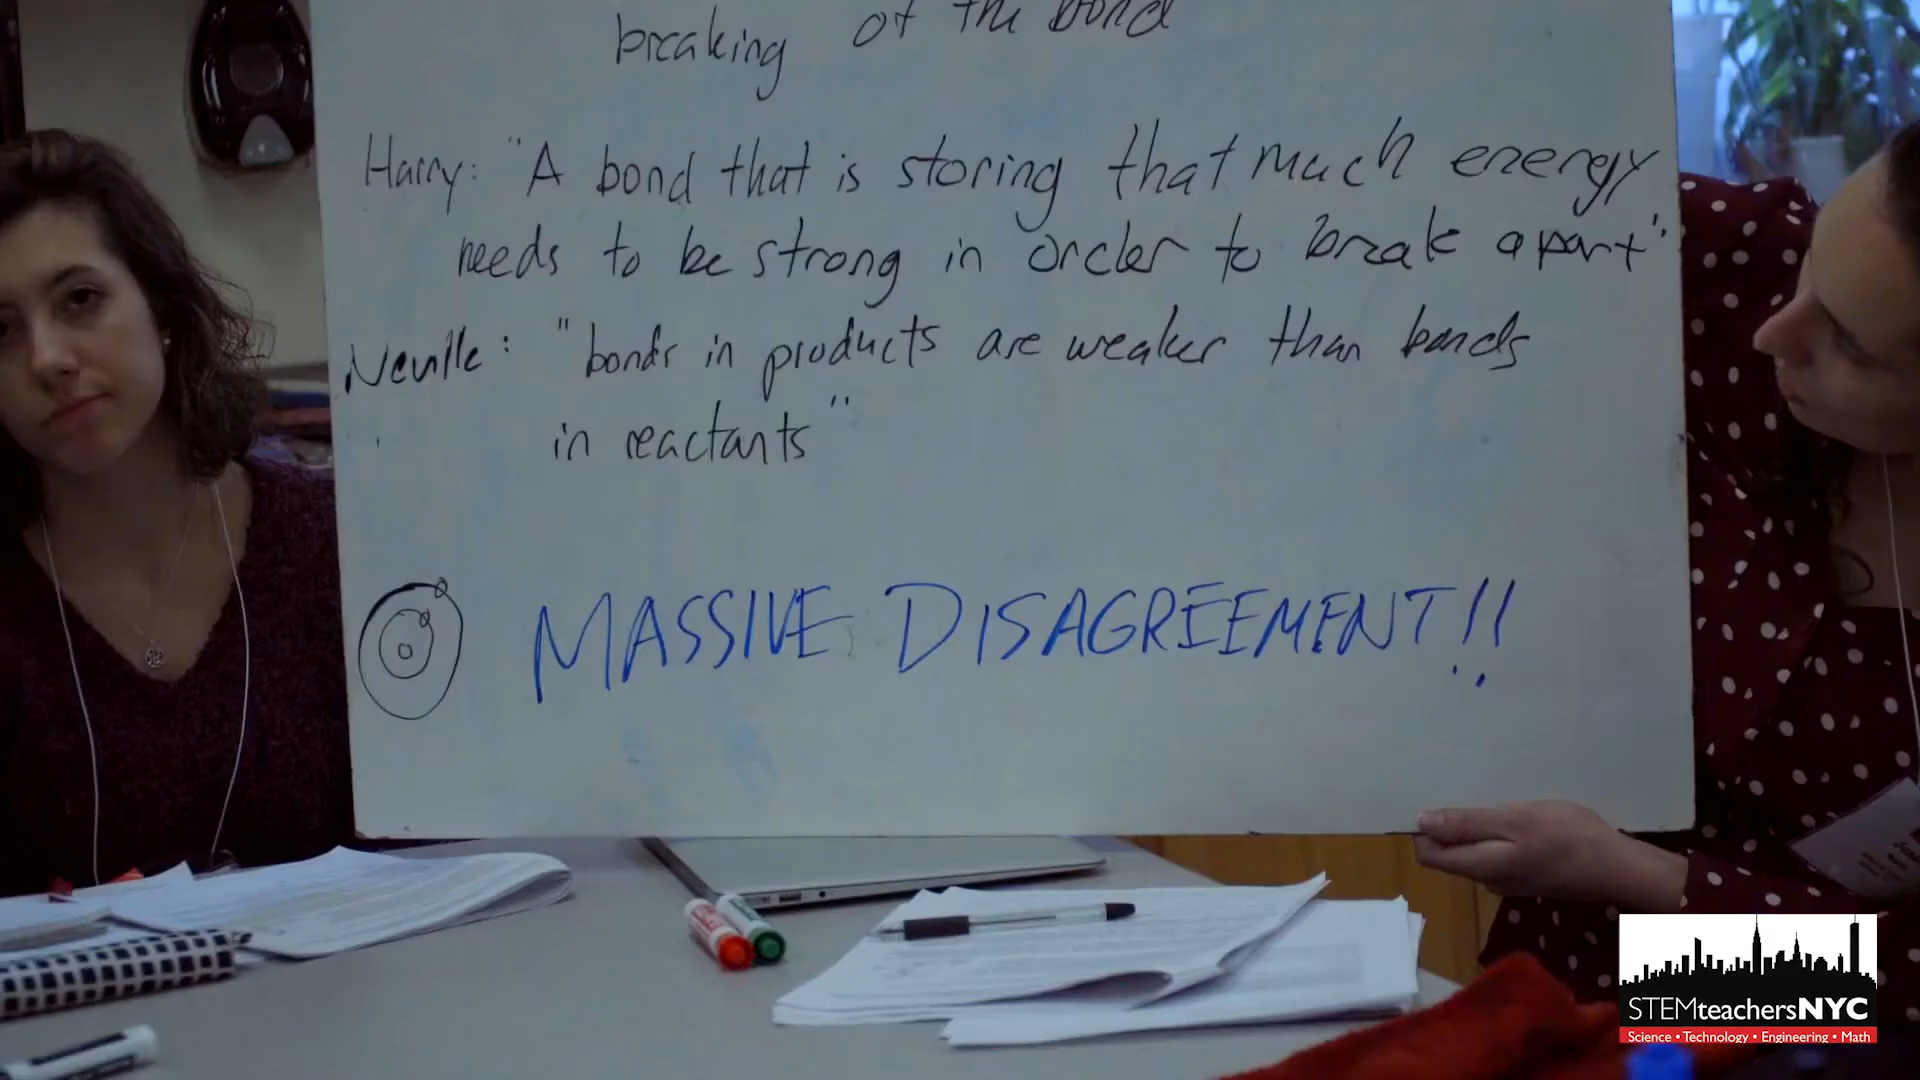 breaking of the bond
Harry: "A bond that is storing that much energy
needs to be strong in order to break apart"
Neville: "bonds in products are weaker than bonds
in reactants"
MASSIVE DISAGREEMENT!!
STEMteachersNYC
Science • Technology • Engineering • Math